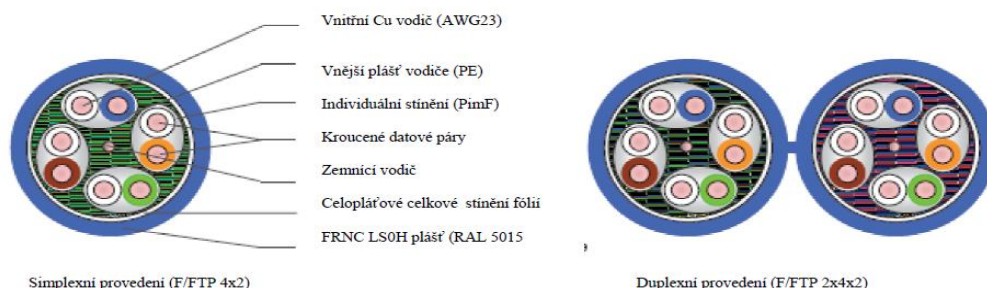 Vnitřní Cu vodič (AWG23)
Vnější plášť vodiče (PE)
Individuální stínění (PimF)
Kroucené datové páry
Zemnící vodič
Celoplášťové celkové stínění fólií
FRNC LS0H plášť (RAL 5015
Simplexní provedení (F/FTP 4x2)
Duplexní provedení (F/FTP 2x4x2)